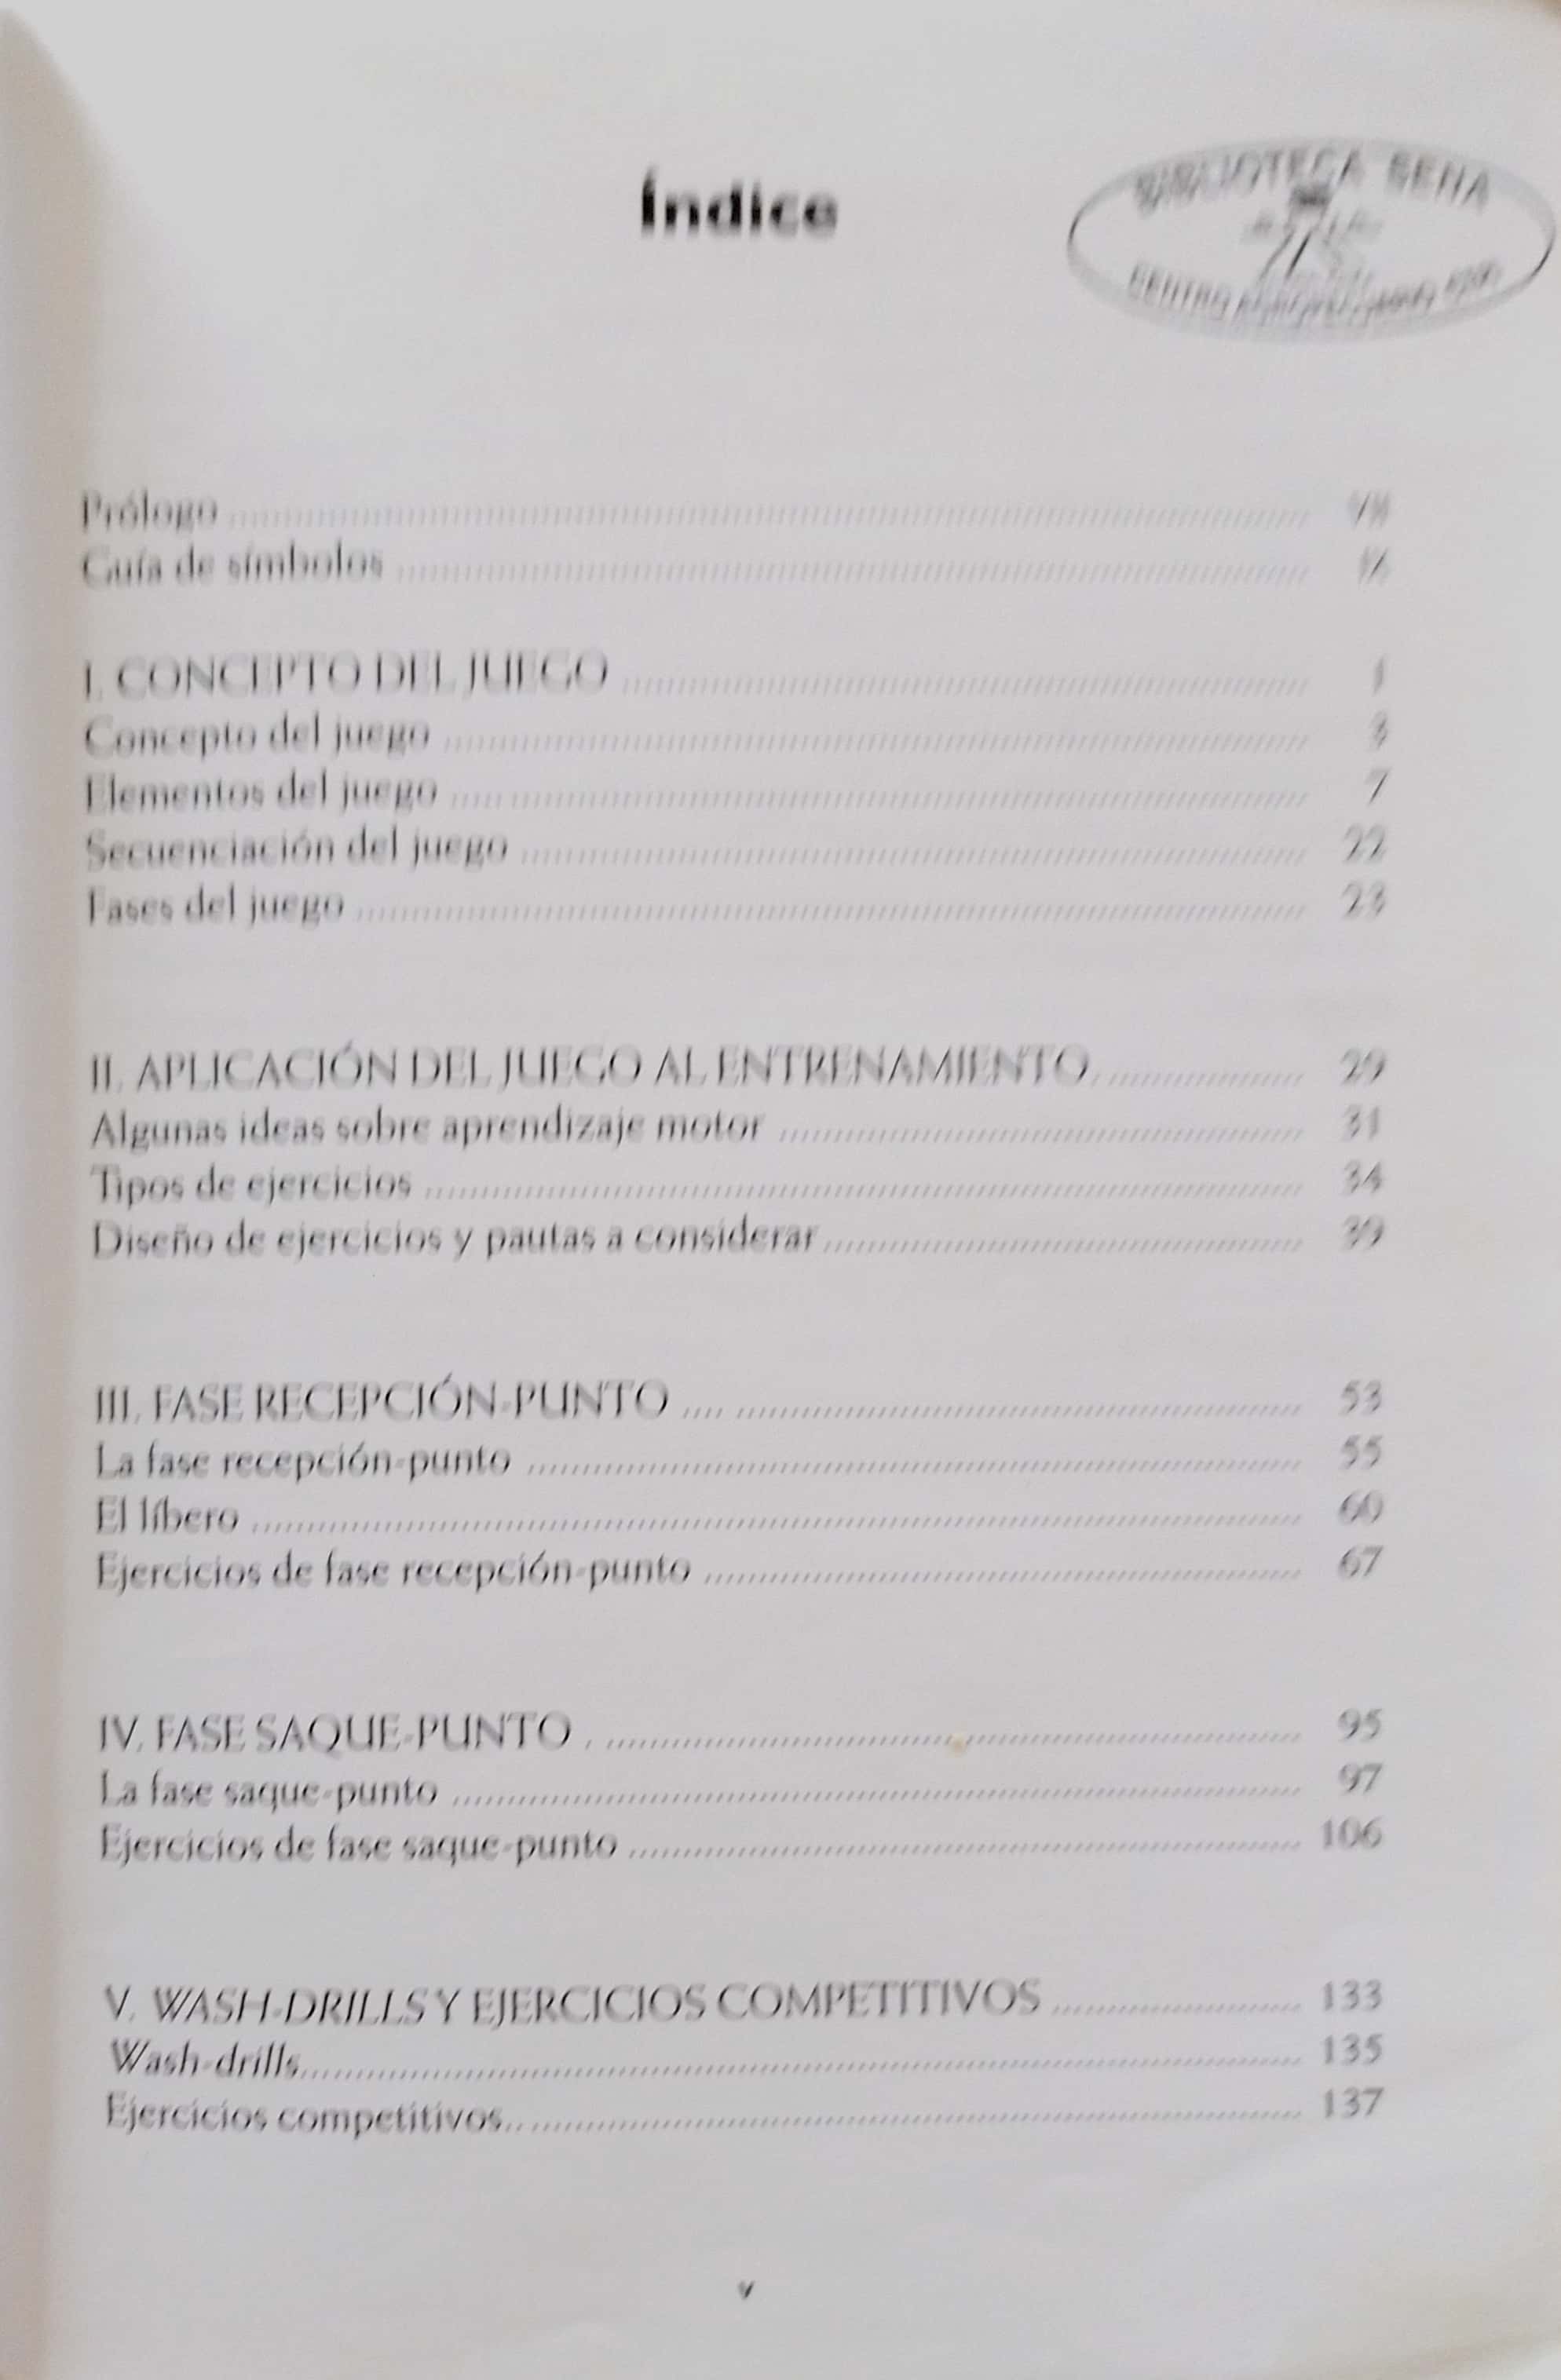 Índice
BIBLIOTECA SENA
CENTRO
Prólogo VII
Guía de símbolos IX
I. CONCEPTO DEL JUEGO 1
Concepto del juego 3
Elementos del juego 7
Secuenciación del juego 22
Fases del juego 23
II. APLICACIÓN DEL JUEGO AL ENTRENAMIENTO 29
Algunas ideas sobre aprendizaje motor 31
Tipos de ejercicios 34
Diseño de ejercicios y pautas a considerar 39
III. FASE RECEPCIÓN-PUNTO 53
La fase recepción-punto 55
El líbero 60
Ejercicios de fase recepción-punto 67
IV. FASE SAQUE-PUNTO 95
La fase saque-punto 97
Ejercicios de fase saque-punto 106
V. WASH-DRILLS Y EJERCICIOS COMPETITIVOS 133
Wash-drills 135
Ejercicios competitivos 137
v